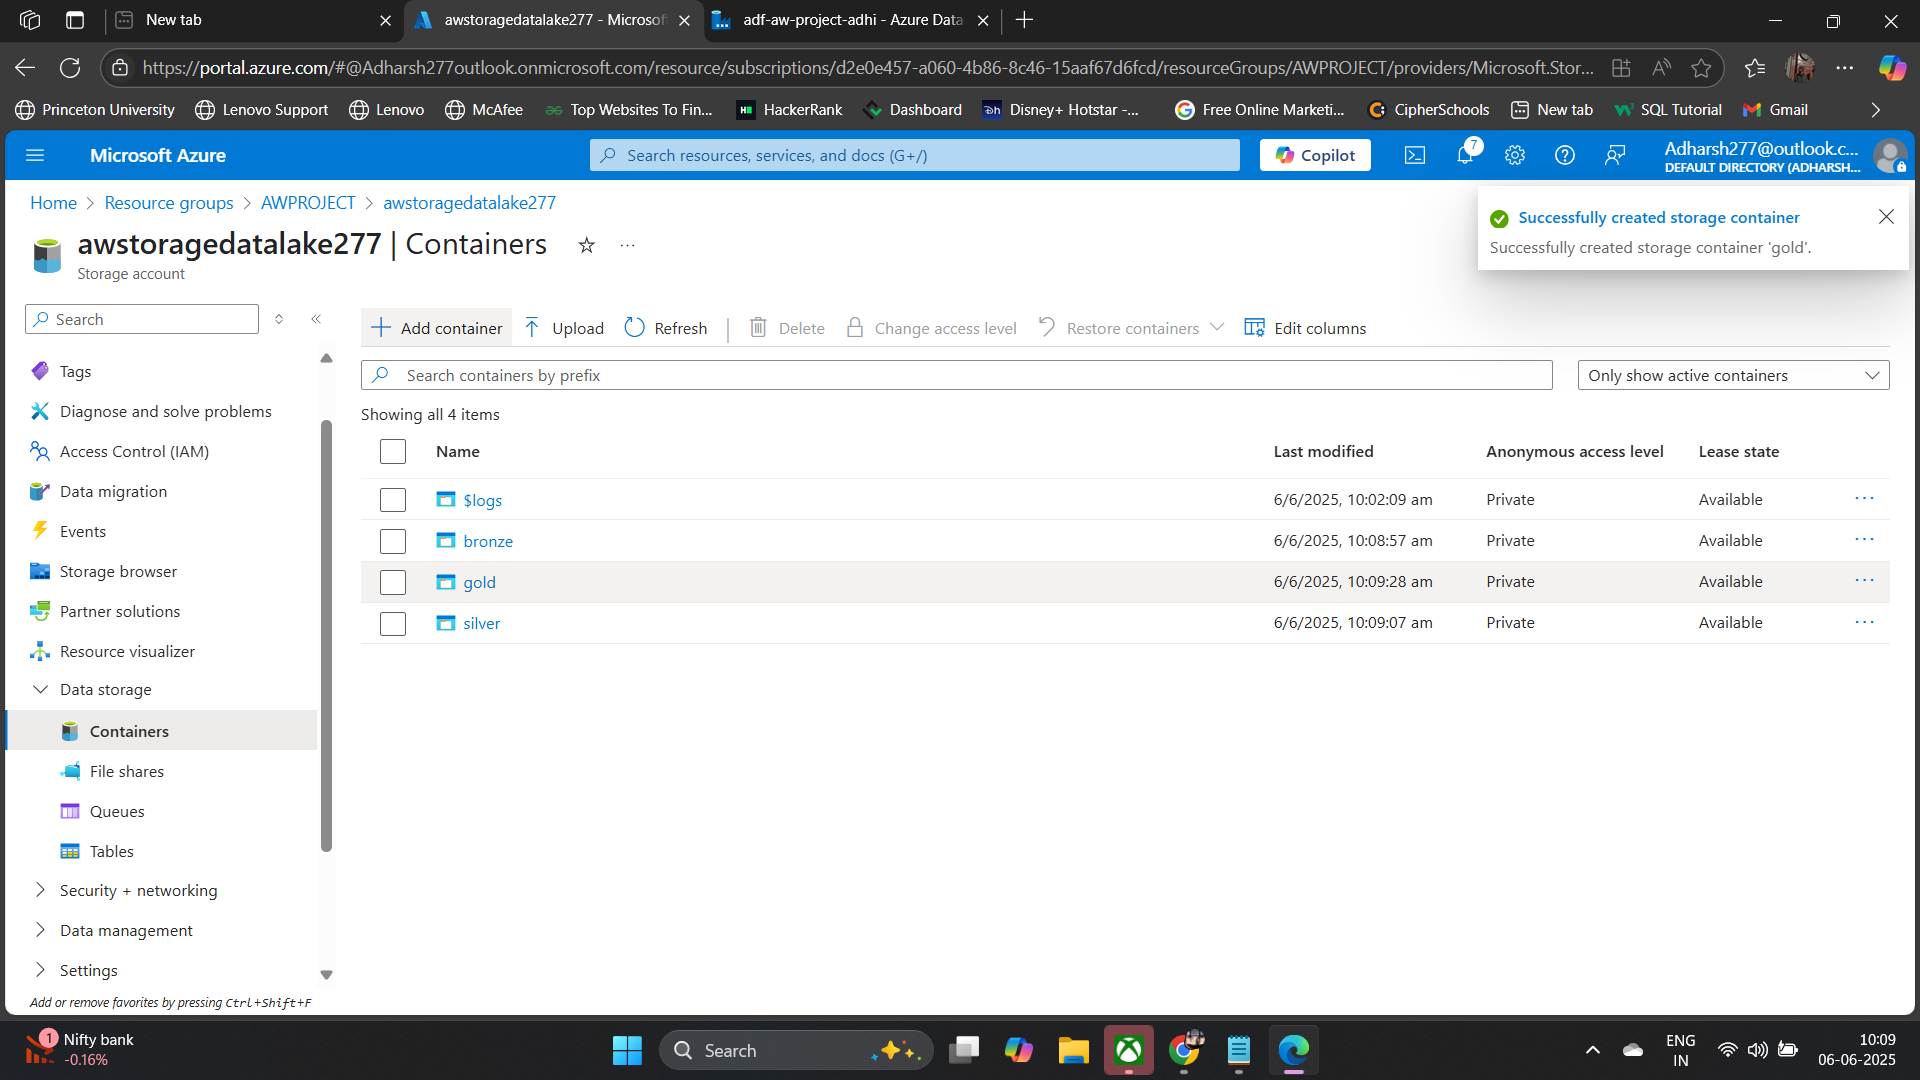 New tab
awstoragedatalake277 - Microsof
adf-aw-project-adhi - Azure Data
https://portal.azure.com/#@Adharsh277outlook.onmicrosoft.com/resource/subscriptions/d2e0e457-a060-4b86-8c46-15aaf67d6fcd/resourceGroups/AWPROJECT/providers/Microsoft.Stor...
Princeton University
Lenovo Support
Lenovo
McAfee
Top Websites To Fin...
HackerRank
Dashboard
Disney+ Hotstar -...
Free Online Marketi...
CipherSchools
New tab
SQL Tutorial
Gmail
Microsoft Azure
Search resources, services, and docs (G+/)
Copilot
7
Adharsh277@outlook.c...
DEFAULT DIRECTORY (ADHARSH...
Home > Resource groups > AWPROJECT > awstoragedatalake277
Successfully created storage container
Successfully created storage container 'gold'.
awstoragedatalake277 | Containers
Storage account
Search
Add container
Upload
Refresh
Delete
Change access level
Restore containers
Edit columns
Search containers by prefix
Only show active containers
Showing all 4 items
Name Last modified Anonymous access level Lease state
$logs 6/6/2025, 10:02:09 am Private Available
bronze 6/6/2025, 10:08:57 am Private Available
gold 6/6/2025, 10:09:28 am Private Available
silver 6/6/2025, 10:09:07 am Private Available
Tags
Diagnose and solve problems
Access Control (IAM)
Data migration
Events
Storage browser
Partner solutions
Resource visualizer
Data storage
Containers
File shares
Queues
Tables
Security + networking
Data management
Settings
Add or remove favorites by pressing Ctrl+Shift+F
1
Nifty bank
-0.16%
Search
ENG
IN
10:09
06-06-2025